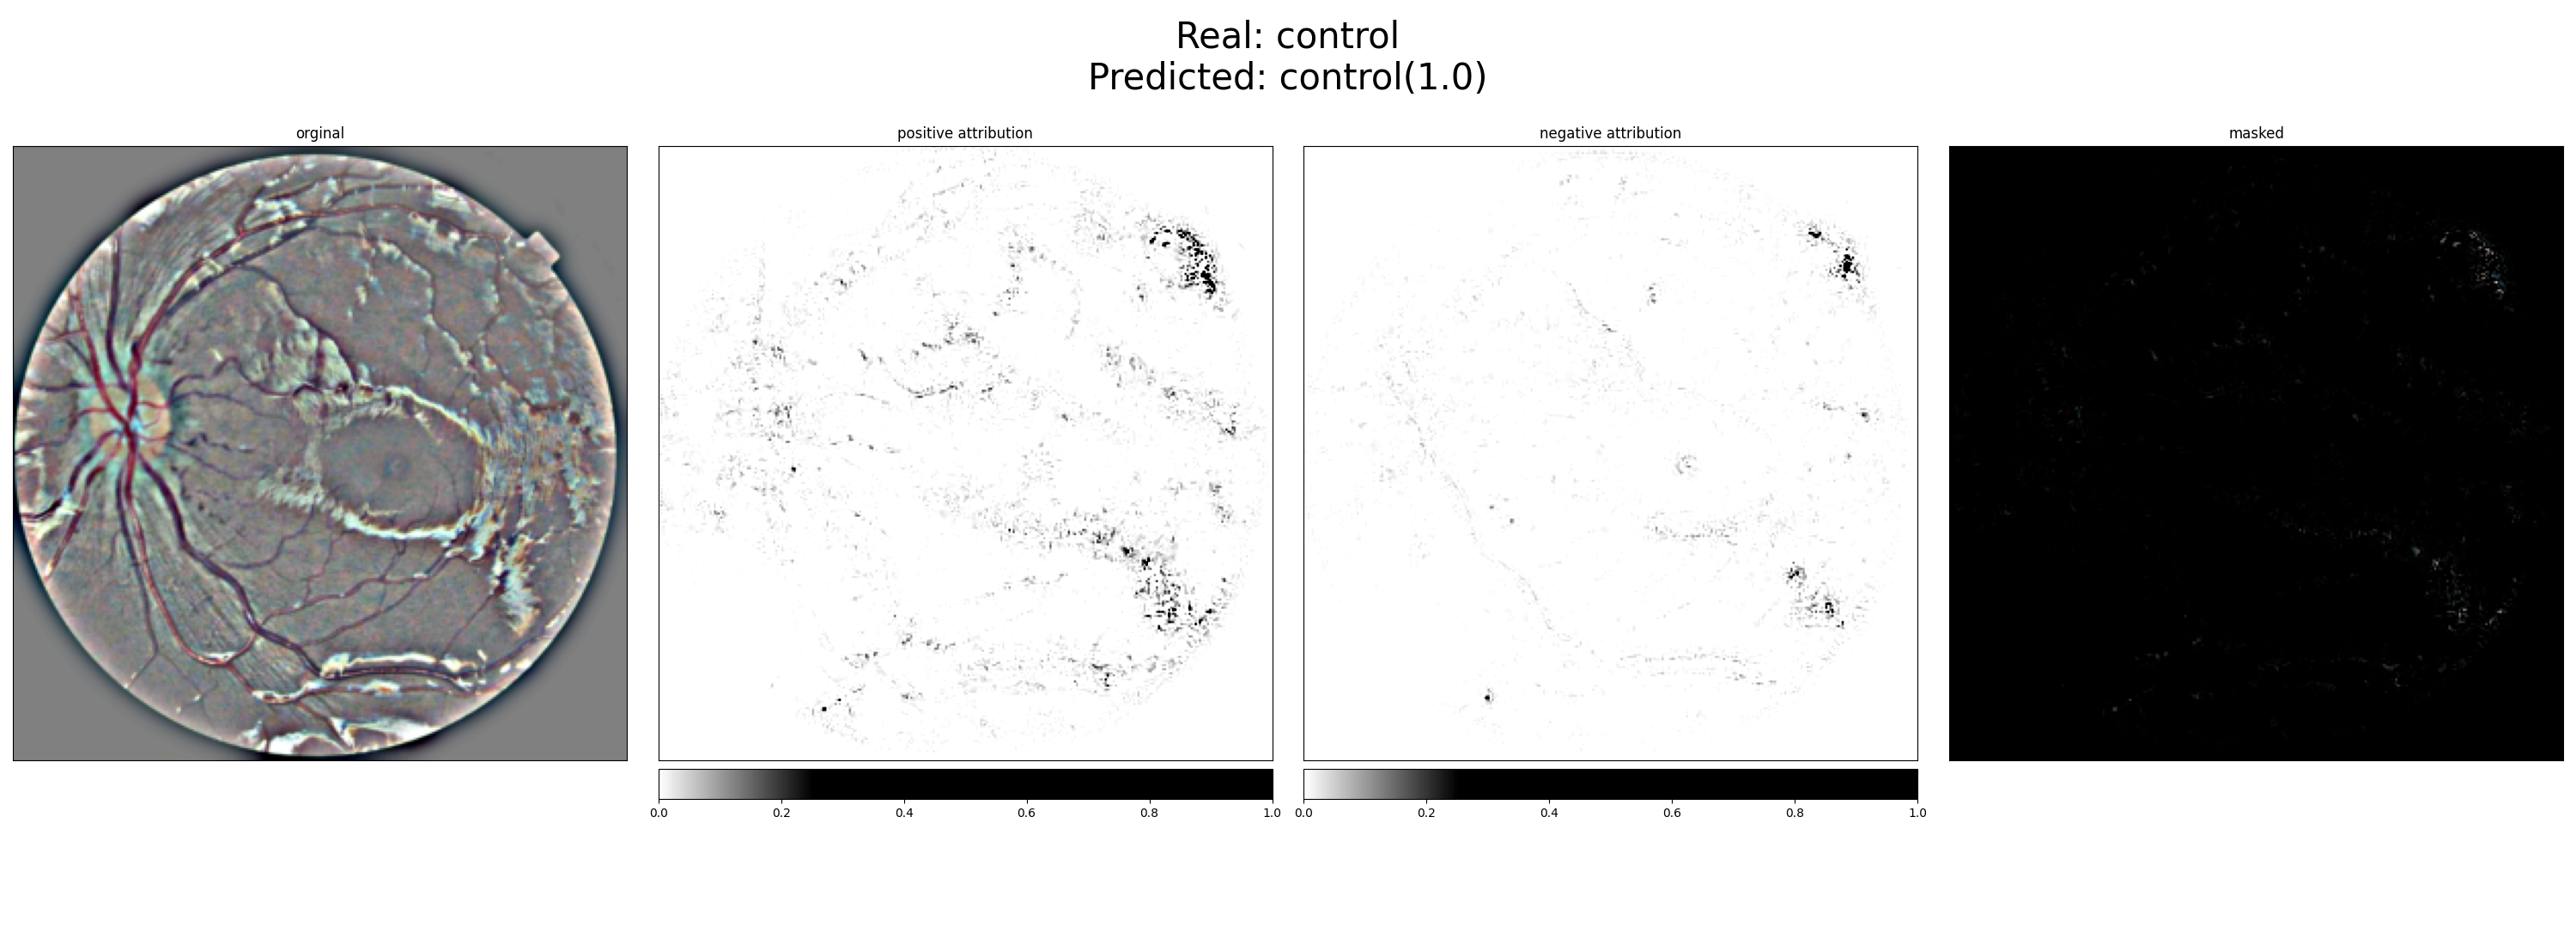 Real: control
Predicted: control(1.0)
orginal
positive attribution
negative attribution
masked
0.0 0.2 0.4 0.6 0.8 1.0
0.0 0.2 0.4 0.6 0.8 1.0